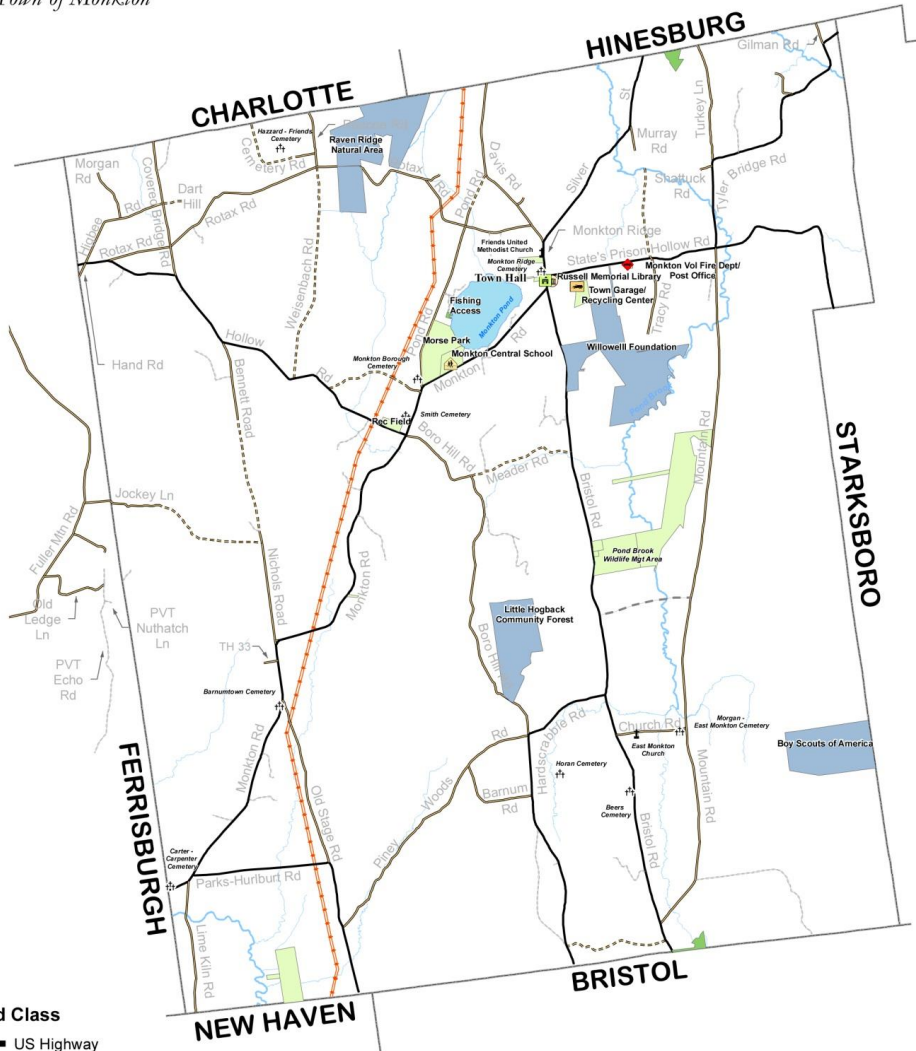 Town of Monkton
HINESBURG
Gilman Rd
CHARLOTTE
Hazzard - Friends
Cemetery
Cemetery Rd
Raven Ridge
Natural Area
Rotax
Rd
Morgan
Rd
Covered Bridge Rd
Dart
Hill
Rd
Higbee
Rotax Rd
Rotax Rd
Weisenbach Rd
Pond Rd
Davis Rd
Silver
St
Murray
Rd
Turkey Ln
Shattuck
Rd
Bridge Rd
Tyler
Monkton Ridge
State's Prison Hollow Rd
Friends United
Methodist Church
Monkton Ridge
Cemetery
Town Hall
Russell Memorial Library
Monkton Vol Fire Dept/
Post Office
Town Garage/
Recycling Center
Tracy Rd
Fishing
Access
Monkton Pond
Pond Rd
Morse Park
Monkton Central School
Monkton
Rd
Willowell Foundation
Monkton Borough
Cemetery
Hand Rd
Hollow
Rd
Bennett Road
Rec Field
Smith Cemetery
Boro Hill Rd
Meader Rd
Mountain Rd
Bristol Rd
STARKSBORO
Jockey Ln
Fuller Mtn Rd
Nichols Road
Monkton Rd
Pond Brook
Wildlife Mgt Area
Old
Ledge
Ln
PVT
Nuthatch
Ln
PVT
Echo
Rd
TH 33
Little Hogback
Community Forest
Boro Hill
Barnumtown Cemetery
FERRISBURGH
Monkton Rd
Old Stage Rd
Hardscrabble Rd
Church Rd
Morgan -
East Monkton Cemetery
East Monkton
Church
Boy Scouts of America
Piney
Woods
Rd
Barnum
Rd
Horan Cemetery
Beers
Cemetery
Bristol Rd
Mountain Rd
Carter -
Carpenter
Cemetery
Parks-Hurlburt Rd
Lime Kiln Rd
BRISTOL
NEW HAVEN
d Class
US Highway